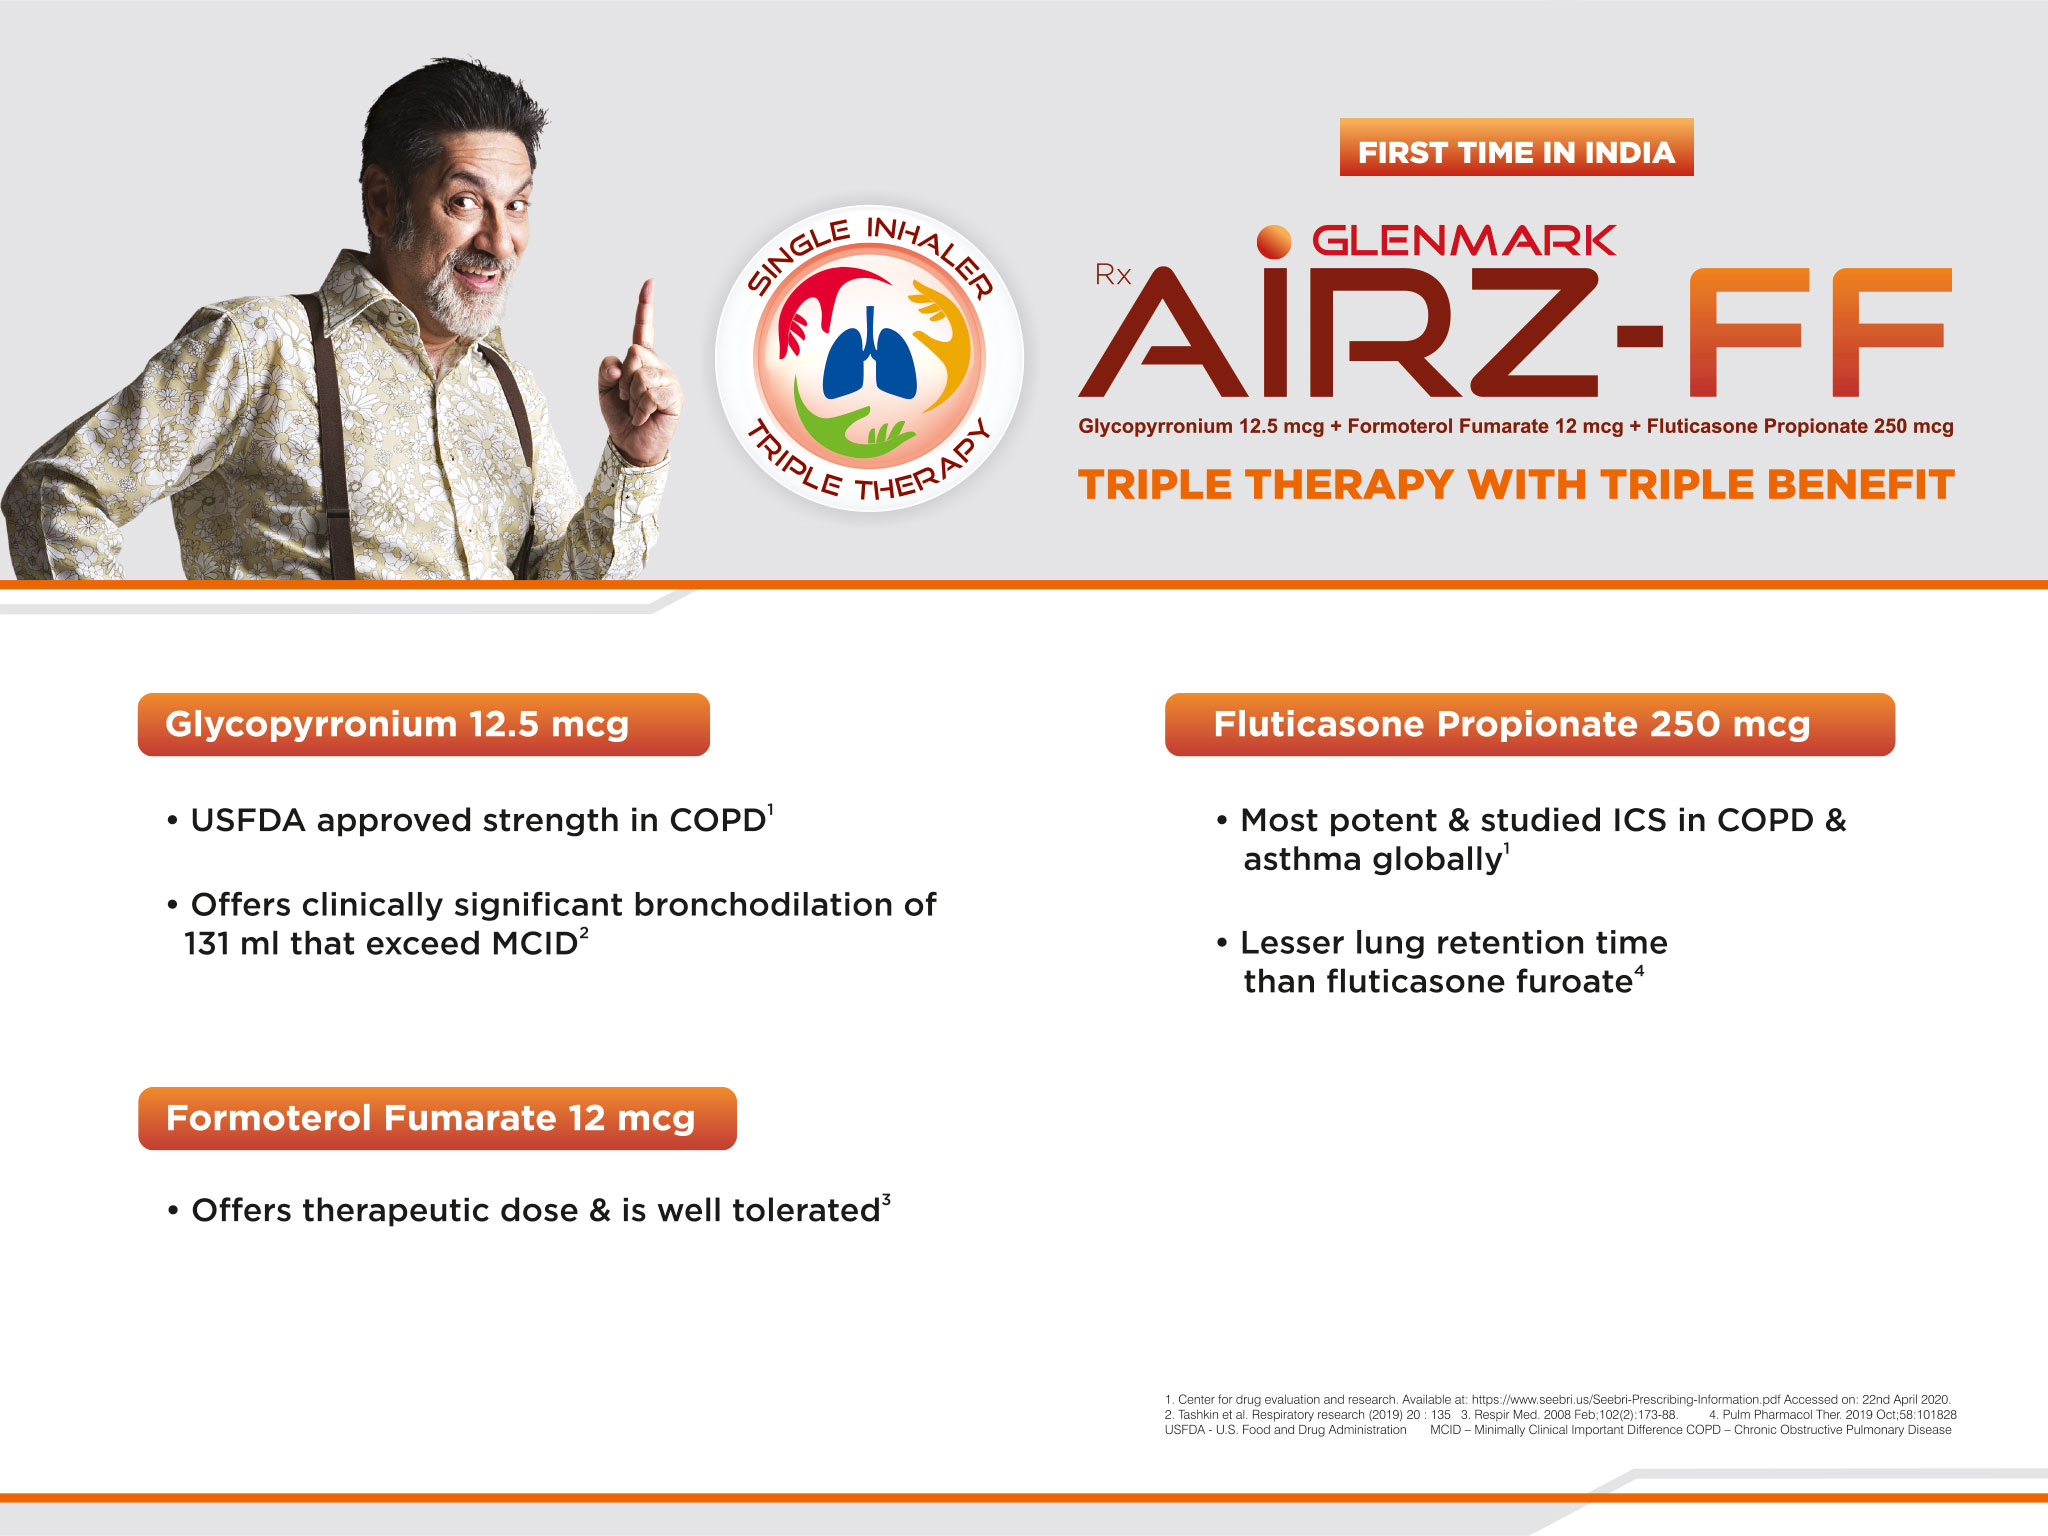 FIRST TIME IN INDIA
SINGLE INHALER
TRIPLE THERAPY
GLENMARK
Rx
AIRZ-FF
Glycopyrronium 12.5 mcg + Formoterol Fumarate 12 mcg + Fluticasone Propionate 250 mcg
TRIPLE THERAPY WITH TRIPLE BENEFIT
Glycopyrronium 12.5 mcg
• USFDA approved strength in COPD¹
• Offers clinically significant bronchodilation of
131 ml that exceed MCID²
Formoterol Fumarate 12 mcg
• Offers therapeutic dose & is well tolerated³
Fluticasone Propionate 250 mcg
• Most potent & studied ICS in COPD &
asthma globally¹
• Lesser lung retention time
than fluticasone furoate⁴
1. Center for drug evaluation and research. Available at: https://www.seebri.us/Seebri-Prescribing-Information.pdf Accessed on: 22nd April 2020.
2. Tashkin et al. Respiratory research (2019) 20 : 135 3. Respir Med. 2008 Feb;102(2):173-88. 4. Pulm Pharmacol Ther. 2019 Oct;58:101828
USFDA - U.S. Food and Drug Administration MCID – Minimally Clinical Important Difference COPD – Chronic Obstructive Pulmonary Disease